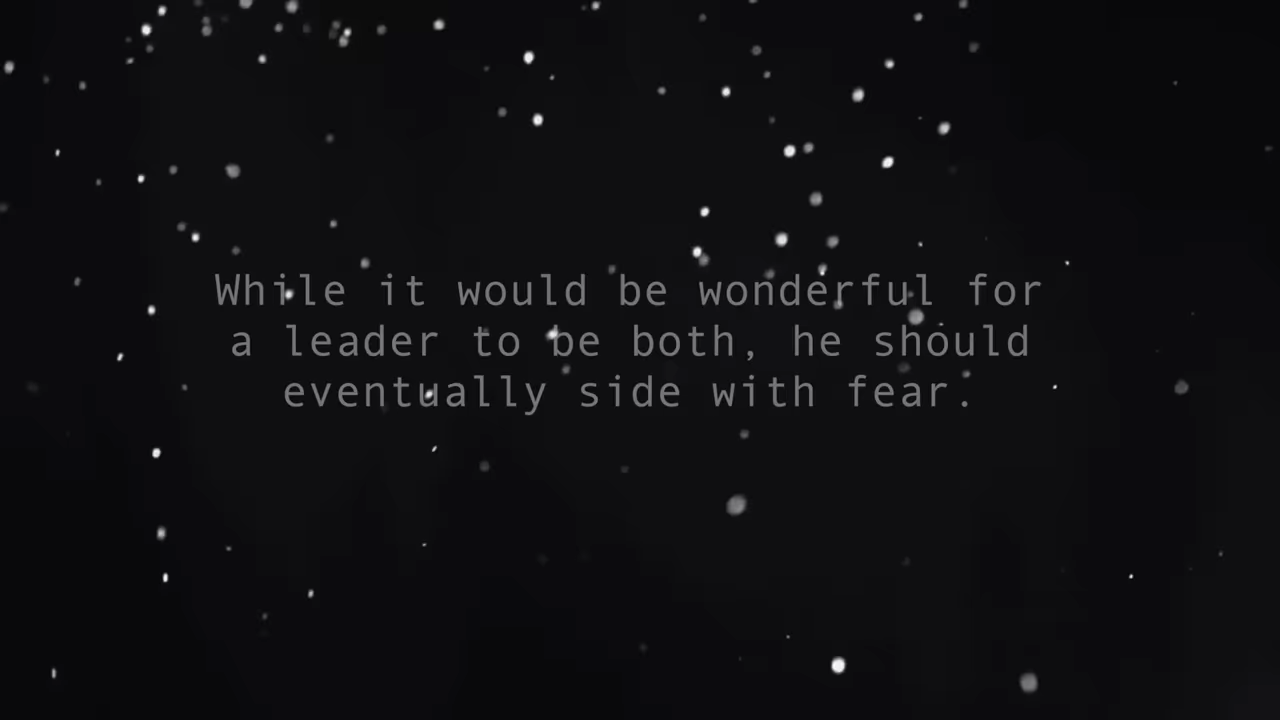 While it would be wonderful for
a leader to be both, he should
eventually side with fear.